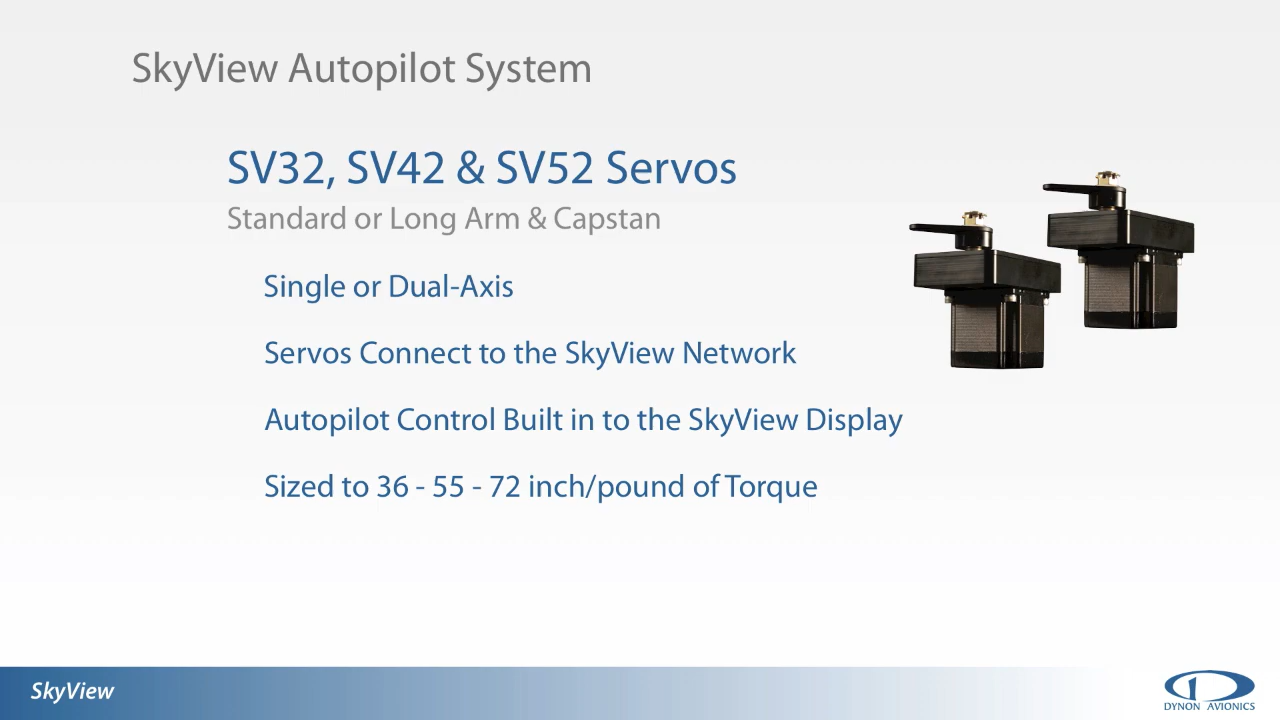 SkyView Autopilot System
SV32, SV42 & SV52 Servos
Standard or Long Arm & Capstan
Single or Dual-Axis
Servos Connect to the SkyView Network
Autopilot Control Built in to the SkyView Display
Sized to 36 - 55 - 72 inch/pound of Torque
SkyView
DYNON AVIONICS